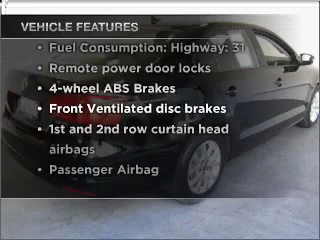 VEHICLE FEATURES
• Fuel Consumption: Highway: 31
• Remote power door locks
• 4-wheel ABS Brakes
• Front Ventilated disc brakes
• 1st and 2nd row curtain head
airbags
• Passenger Airbag